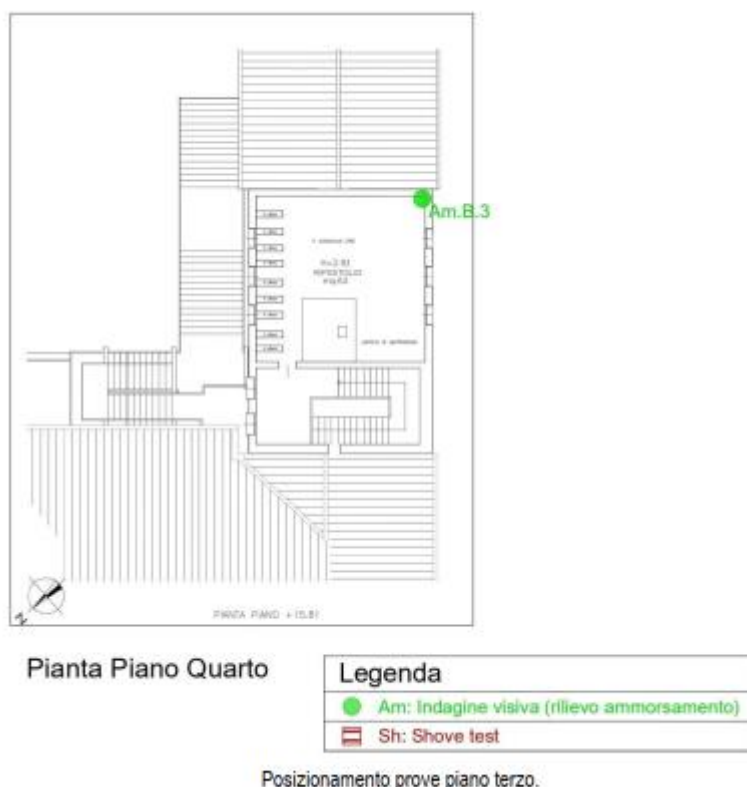 Am.B.3
RIPOSTIGLIO
N
PIANTA PIANO +15.81
Pianta Piano Quarto
Legenda
Am: Indagine visiva (rilievo ammorsamento)
Sh: Shove test
Posizionamento prove piano terzo.